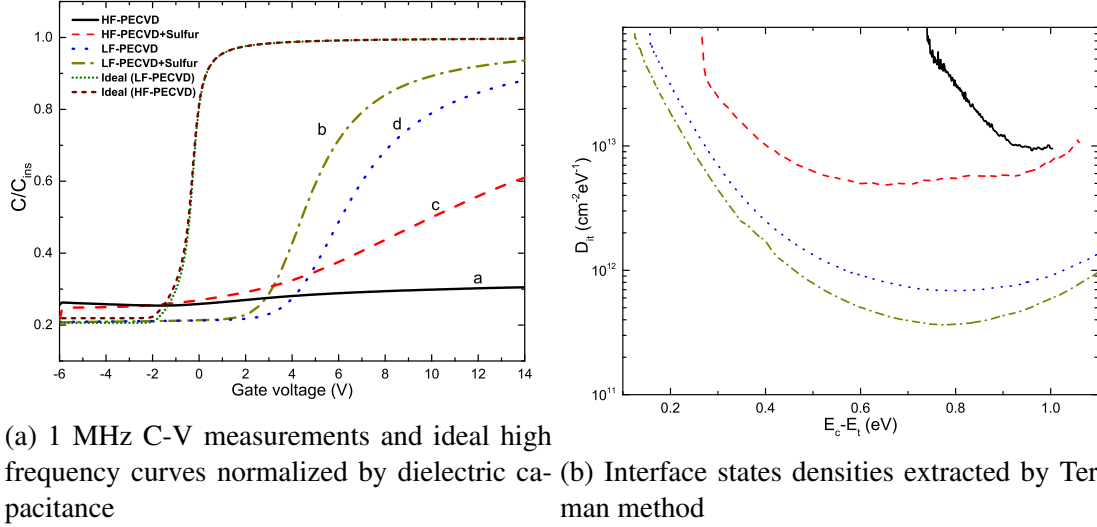 HF-PECVD
HF-PECVD+Sulfur
LF-PECVD
LF-PECVD+Sulfur
Ideal (LF-PECVD)
Ideal (HF-PECVD)
1.0
0.8
0.6
0.4
0.2
C/C_ins
a
b
c
d
-6 -4 -2 0 2 4 6 8 10 12 14
Gate voltage (V)
10^13
10^12
10^11
D_it (cm^-2eV^-1)
0.2 0.4 0.6 0.8 1.0
E_c-E_t (eV)
(a) 1 MHz C-V measurements and ideal high
frequency curves normalized by dielectric ca-
pacitance
(b) Interface states densities extracted by Ter
man method